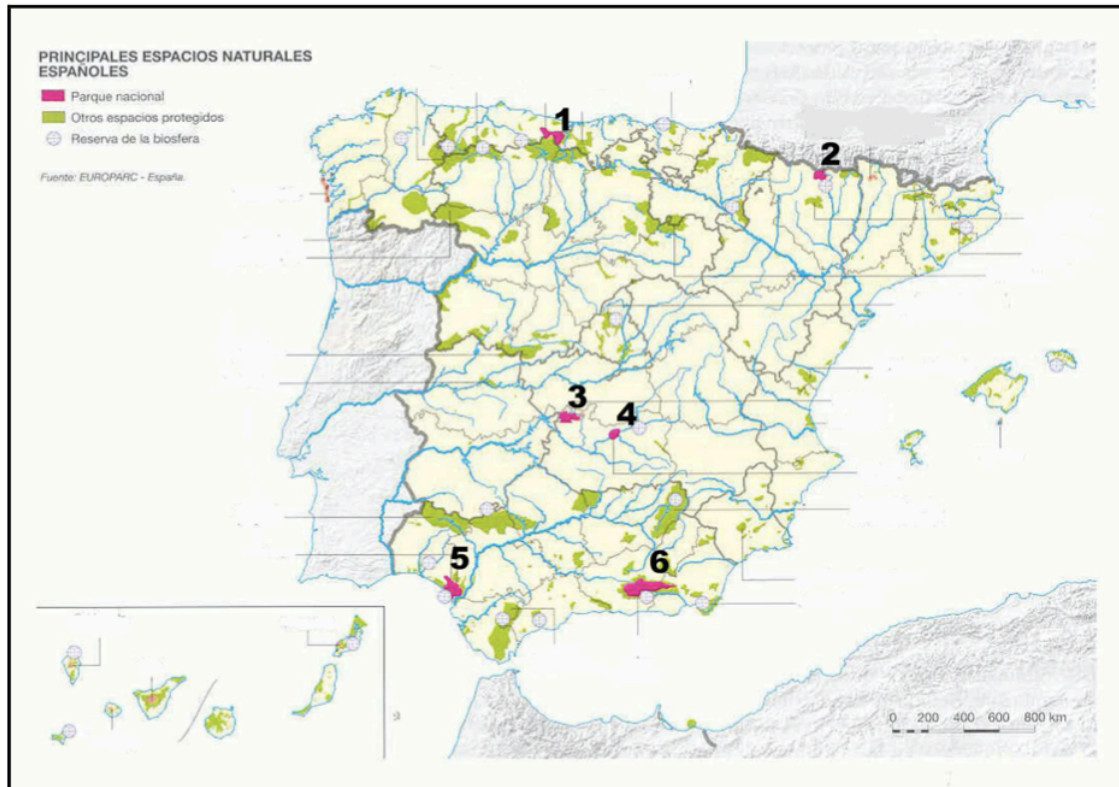 PRINCIPALES ESPACIOS NATURALES
ESPAÑOLES
Parque nacional
Otros espacios protegidos
Reserva de la biosfera
Fuente: EUROPARC - España.
1
2
3
4
5
6
0 200 400 600 800 km